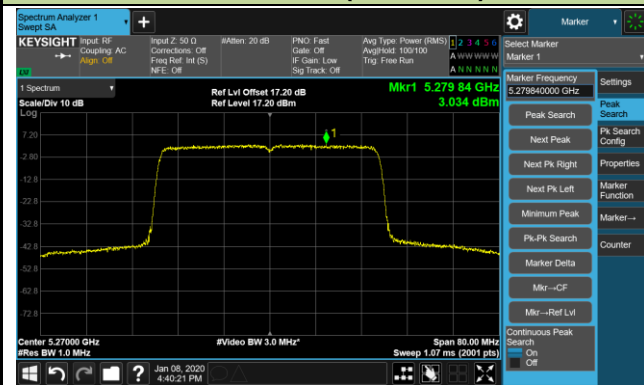 Spectrum Analyzer 1
Swept SA
Marker
KEYSIGHT
Input: RF
Coupling: AC
Align: Off
Input Z: 50 Ω
Corrections: Off
Freq Ref: Int (S)
NFE: Off
#Atten: 20 dB
PNO: Fast
Gate: Off
IF Gain: Low
Sig Track: Off
Avg Type: Power (RMS)
Avg|Hold: 100/100
Trig: Free Run
1 2 3 4 5 6
A W W W W W
A N N N N N
Select Marker
Marker 1
1 Spectrum
Scale/Div 10 dB
Log
Ref Lvl Offset 17.20 dB
Ref Level 17.20 dBm
Mkr1 5.279 84 GHz
3.034 dBm
1
7.20
-2.80
-12.8
-22.8
-32.8
-42.8
-52.8
-62.8
-72.8
Center 5.27000 GHz
#Res BW 1.0 MHz
#Video BW 3.0 MHz*
Span 80.00 MHz
Sweep 1.07 ms (2001 pts)
Marker Frequency
5.279840000 GHz
Peak Search
Next Peak
Next Pk Right
Next Pk Left
Minimum Peak
Pk-Pk Search
Marker Delta
Mkr→CF
Mkr→Ref Lvl
Continuous Peak
Search
On
Off
Settings
Peak
Search
Pk Search
Config
Properties
Marker
Function
Marker→
Counter
Jan 08, 2020
4:40:21 PM